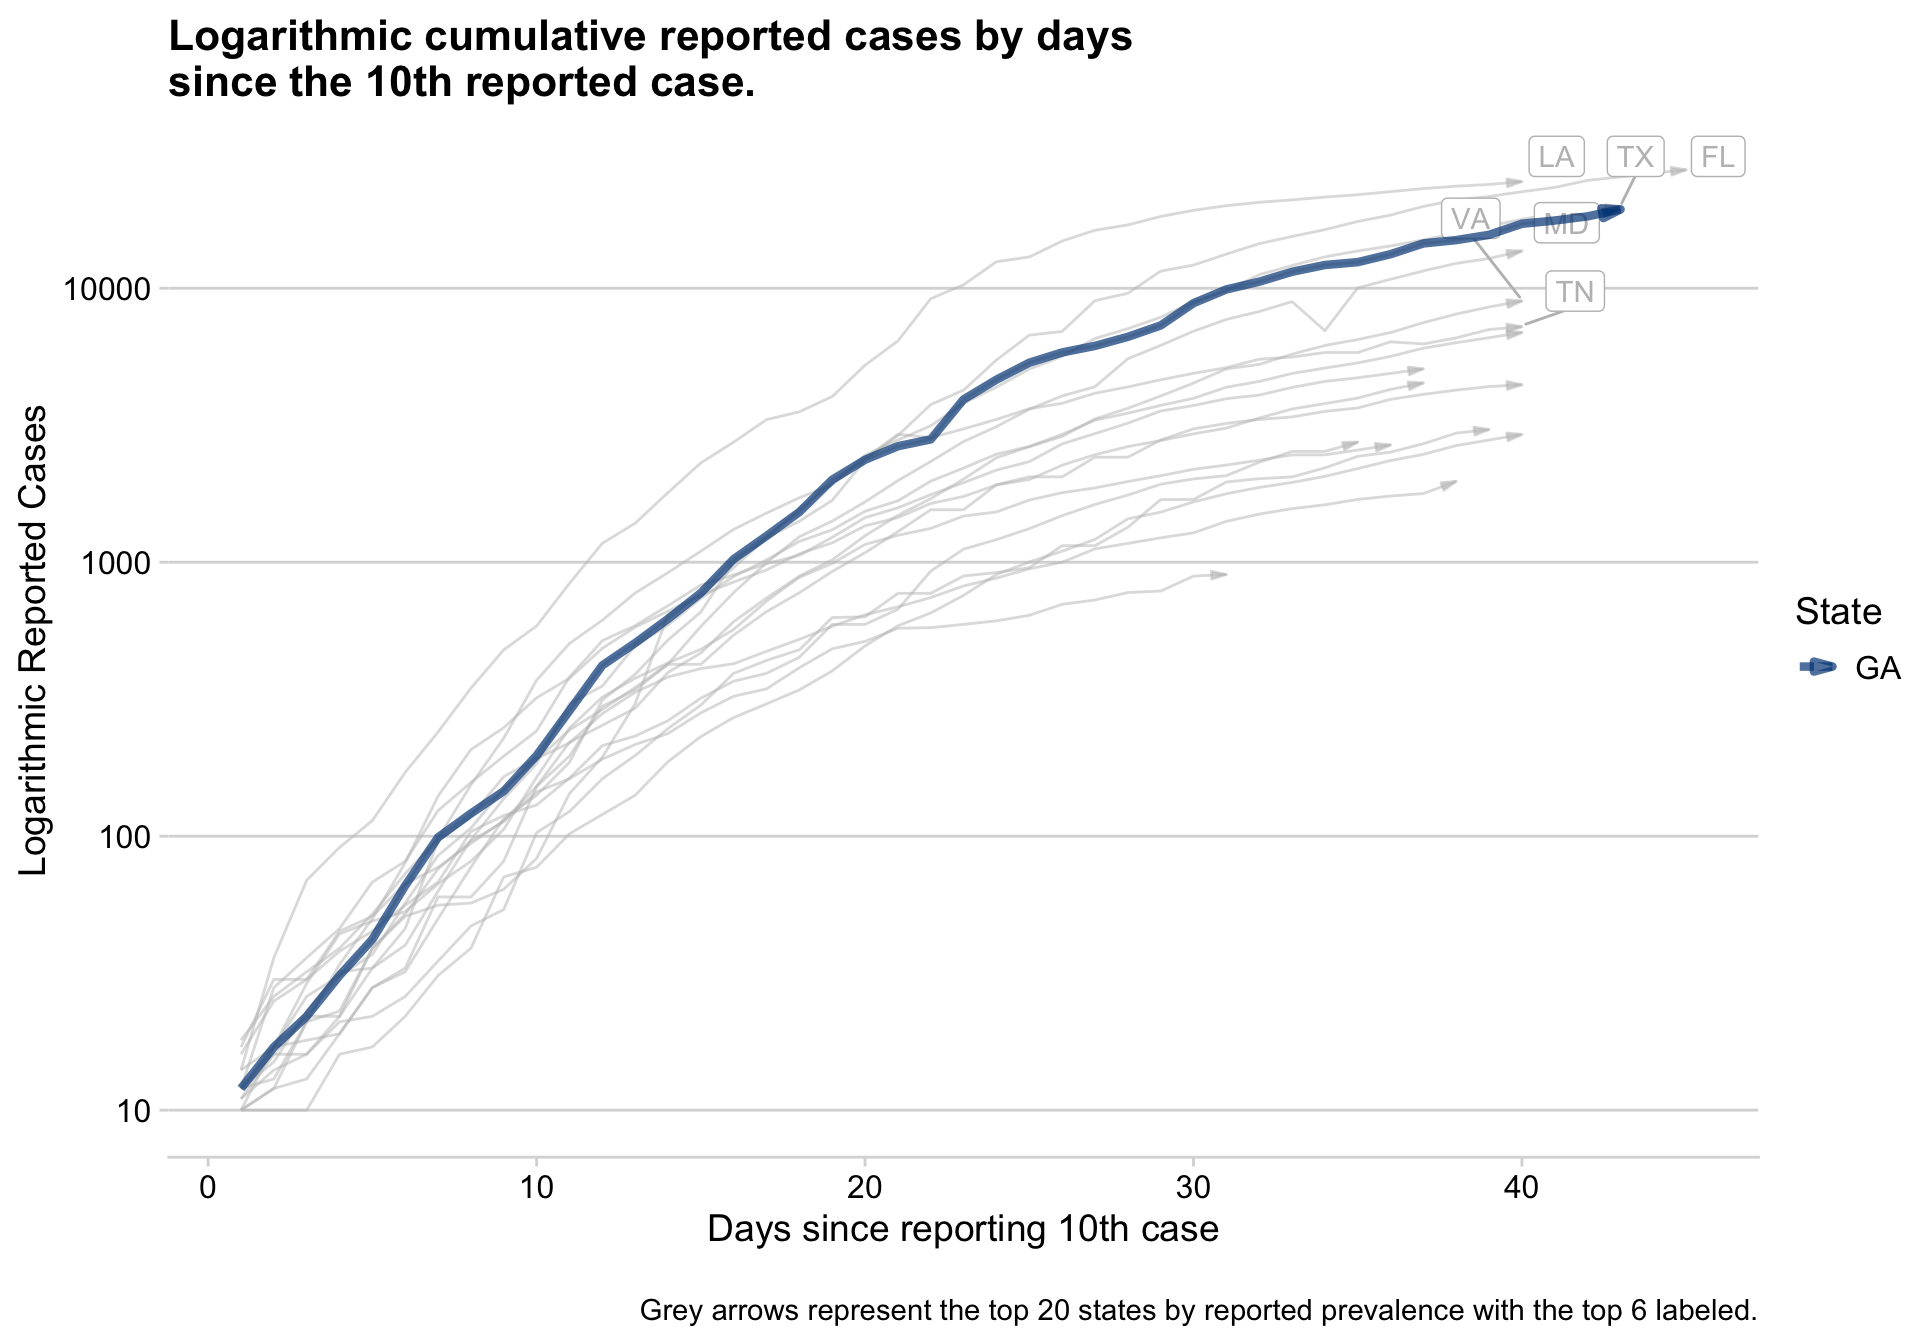 Logarithmic cumulative reported cases by days
since the 10th reported case.
LA
TX
FL
VA
MD
TN
10000
1000
100
10
Logarithmic Reported Cases
0
10
20
30
40
Days since reporting 10th case
State
GA
Grey arrows represent the top 20 states by reported prevalence with the top 6 labeled.